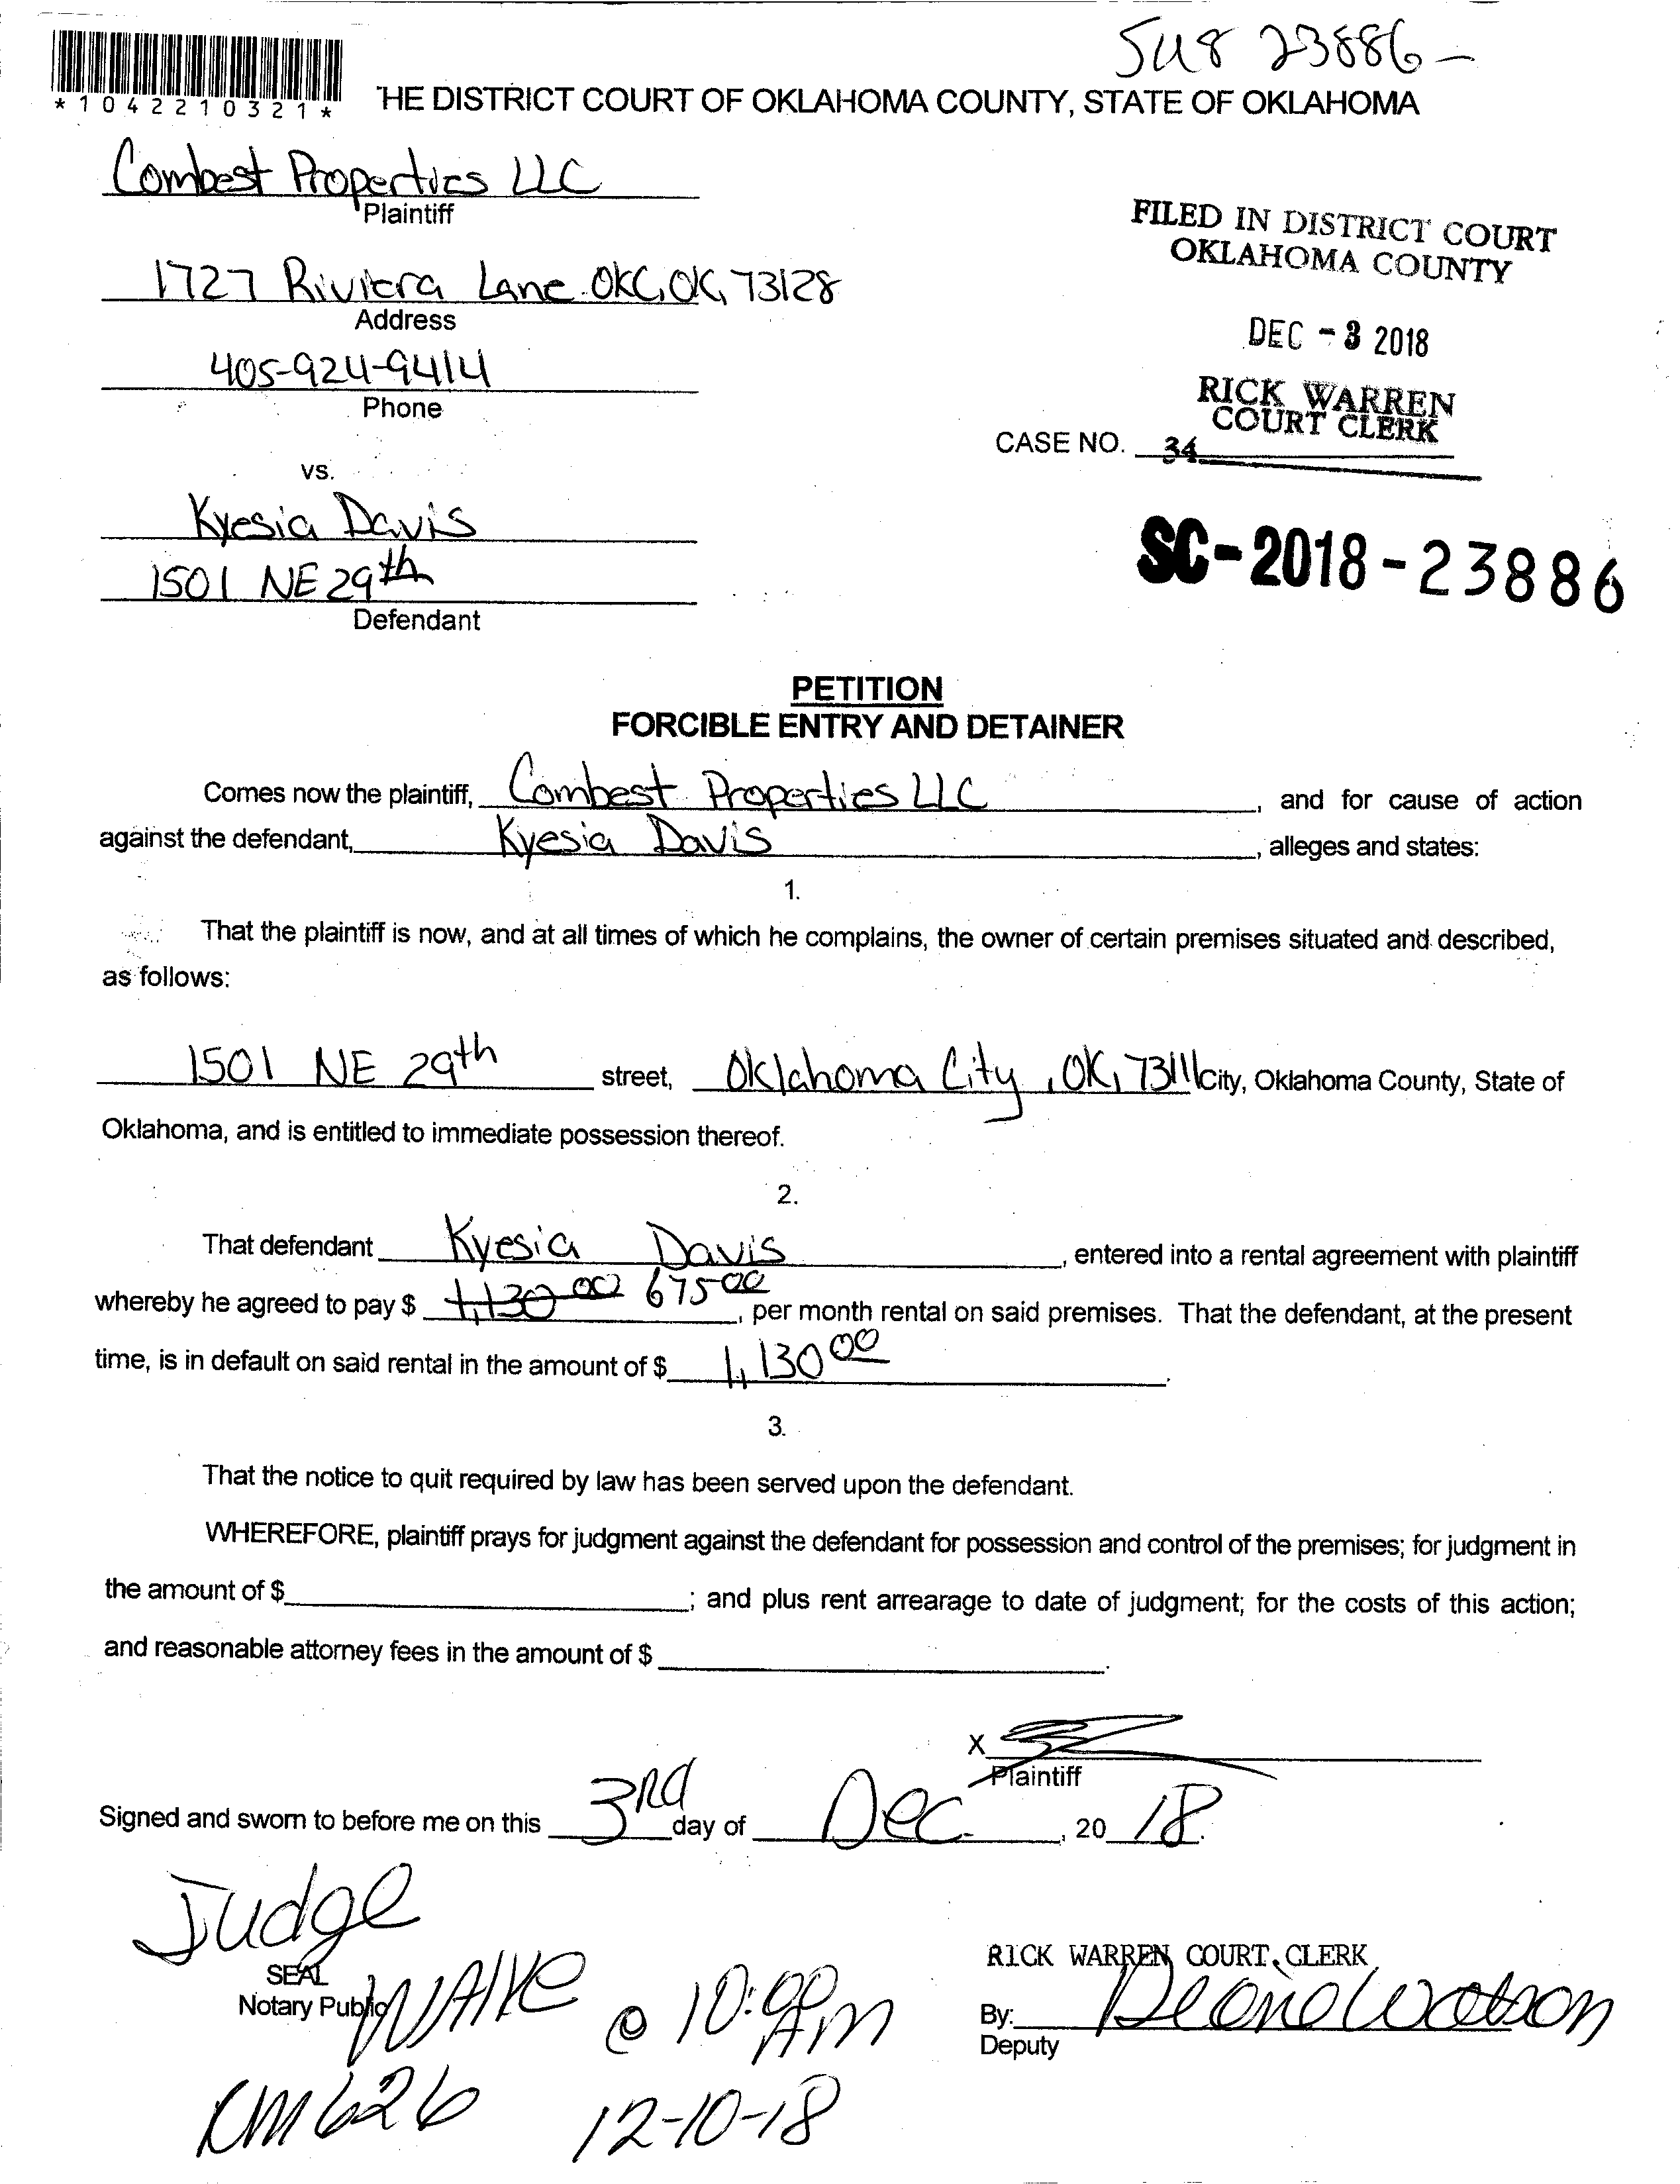 SUS 23886-
*1042210321*
HE DISTRICT COURT OF OKLAHOMA COUNTY, STATE OF OKLAHOMA
Combest Properties LLC
Plaintiff
1727 Riviera Lane OKC, OK, 73128
Address
405-924-9414
Phone
FILED IN DISTRICT COURT
OKLAHOMA COUNTY
DEC - 3 2018
RICK WARREN
COURT CLERK
CASE NO. 34
vs.
Kyesia Davis
1501 NE 29th
Defendant
SC-2018-23886
PETITION
FORCIBLE ENTRY AND DETAINER
Comes now the plaintiff, Combest Properties LLC, and for cause of action
against the defendant, Kyesia Davis, alleges and states:
1.
That the plaintiff is now, and at all times of which he complains, the owner of certain premises situated and described,
as follows:
1501 NE 29th street, Oklahoma City, OK, 73111 City, Oklahoma County, State of
Oklahoma, and is entitled to immediate possession thereof.
2.
That defendant Kyesia Davis, entered into a rental agreement with plaintiff
whereby he agreed to pay $ 1,130 00 675 00, per month rental on said premises. That the defendant, at the present
time, is in default on said rental in the amount of $ 1,130 00.
3.
That the notice to quit required by law has been served upon the defendant.
WHEREFORE, plaintiff prays for judgment against the defendant for possession and control of the premises; for judgment in
the amount of $ ; and plus rent arrearage to date of judgment; for the costs of this action;
and reasonable attorney fees in the amount of $ .
X
Plaintiff
Signed and sworn to before me on this 3rd day of Dec., 20 18.
Judge
SEAL
Notary Public
@ 10:00 AM
RM 626
12-10-18
RICK WARREN, COURT CLERK
By:
Deputy